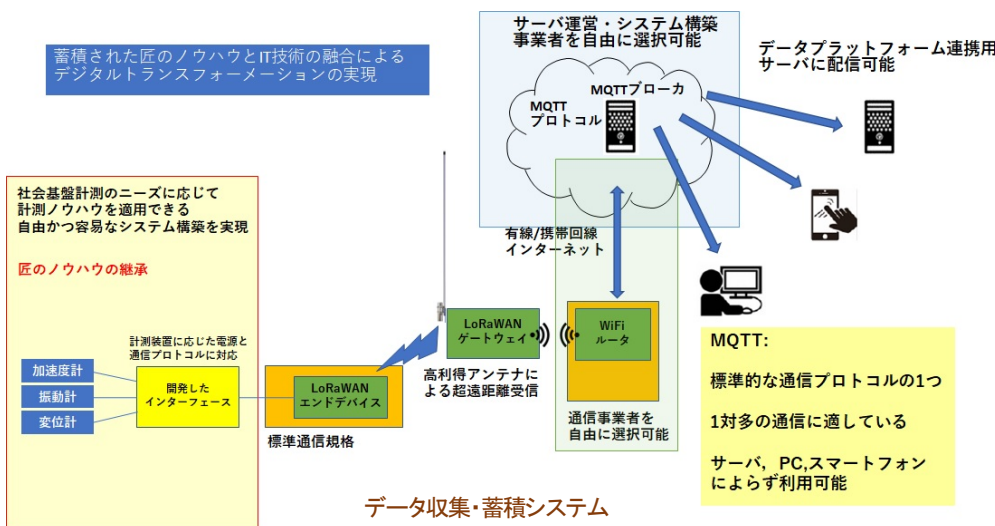 蓄積された匠のノウハウとIT技術の融合による
デジタルトランスフォーメーションの実現
サーバ運営・システム構築
事業者を自由に選択可能
データプラットフォーム連携用
サーバに配信可能
MQTTブローカ
MQTT
プロトコル
社会基盤計測のニーズに応じて
計測ノウハウを適用できる
自由かつ容易なシステム構築を実現
匠のノウハウの継承
有線/携帯回線
インターネット
計測装置に応じた電源と
通信プロトコルに対応
加速度計
振動計
変位計
開発した
インターフェース
LoRaWAN
エンドデバイス
標準通信規格
LoRaWAN
ゲートウェイ
高利得アンテナに
よる超遠距離受信
WiFi
ルータ
通信事業者を
自由に選択可能
MQTT:
標準的な通信プロトコルの1つ
1対多の通信に適している
サーバ，PC,スマートフォン
によらず利用可能
データ収集・蓄積システム